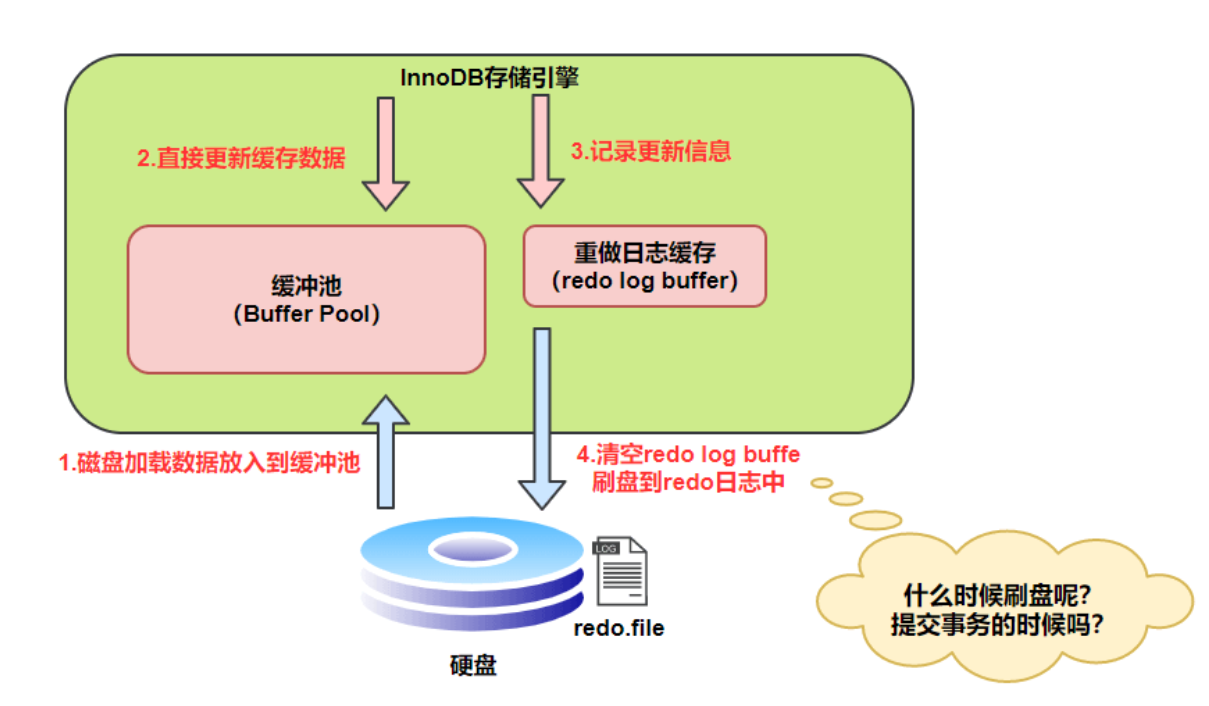 InnoDB存储引擎
2.直接更新缓存数据
3.记录更新信息
缓冲池
（Buffer Pool）
重做日志缓存
（redo log buffer）
1.磁盘加载数据放入到缓冲池
4.清空redo log buffe
刷盘到redo日志中
LOG
redo.file
硬盘
什么时候刷盘呢？
提交事务的时候吗？